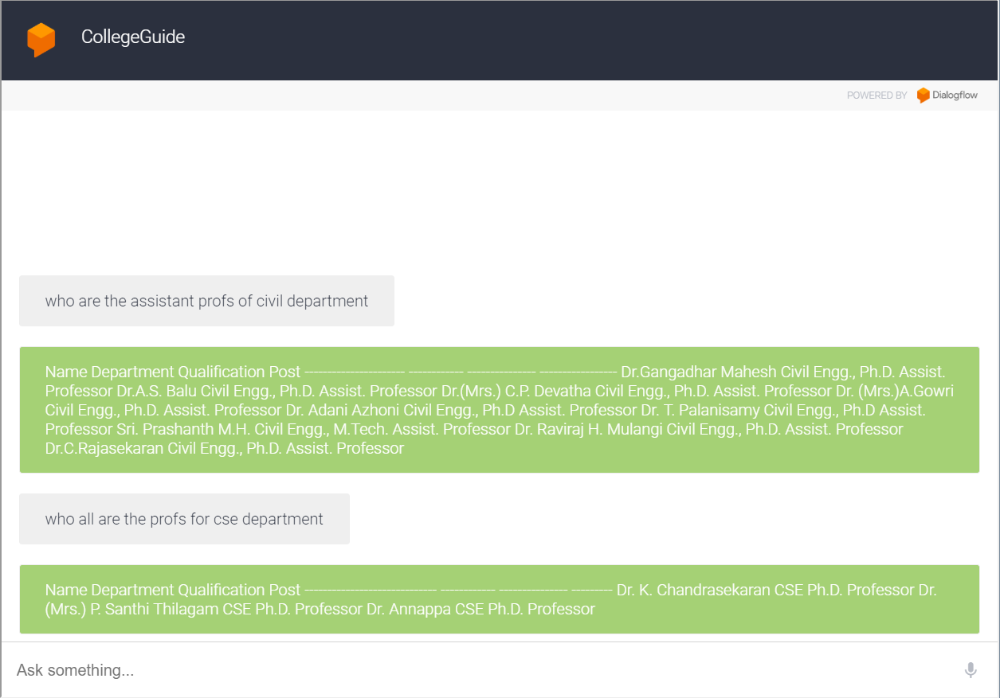 CollegeGuide
POWERED BY Dialogflow
who are the assistant profs of civil department
Name Department Qualification Post ---------------------- ------------ --------------- ----------------- Dr.Gangadhar Mahesh Civil Engg., Ph.D. Assist.
Professor Dr.A.S. Balu Civil Engg., Ph.D. Assist. Professor Dr.(Mrs.) C.P. Devatha Civil Engg., Ph.D. Assist. Professor Dr. (Mrs.)A.Gowri
Civil Engg., Ph.D. Assist. Professor Dr. Adani Azhoni Civil Engg., Ph.D Assist. Professor Dr. T. Palanisamy Civil Engg., Ph.D Assist.
Professor Sri. Prashanth M.H. Civil Engg., M.Tech. Assist. Professor Dr. Raviraj H. Mulangi Civil Engg., Ph.D. Assist. Professor
Dr.C.Rajasekaran Civil Engg., Ph.D. Assist. Professor
who all are the profs for cse department
Name Department Qualification Post ----------------------------- ------------ --------------- --------- Dr. K. Chandrasekaran CSE Ph.D. Professor Dr.
(Mrs.) P. Santhi Thilagam CSE Ph.D. Professor Dr. Annappa CSE Ph.D. Professor
Ask something...